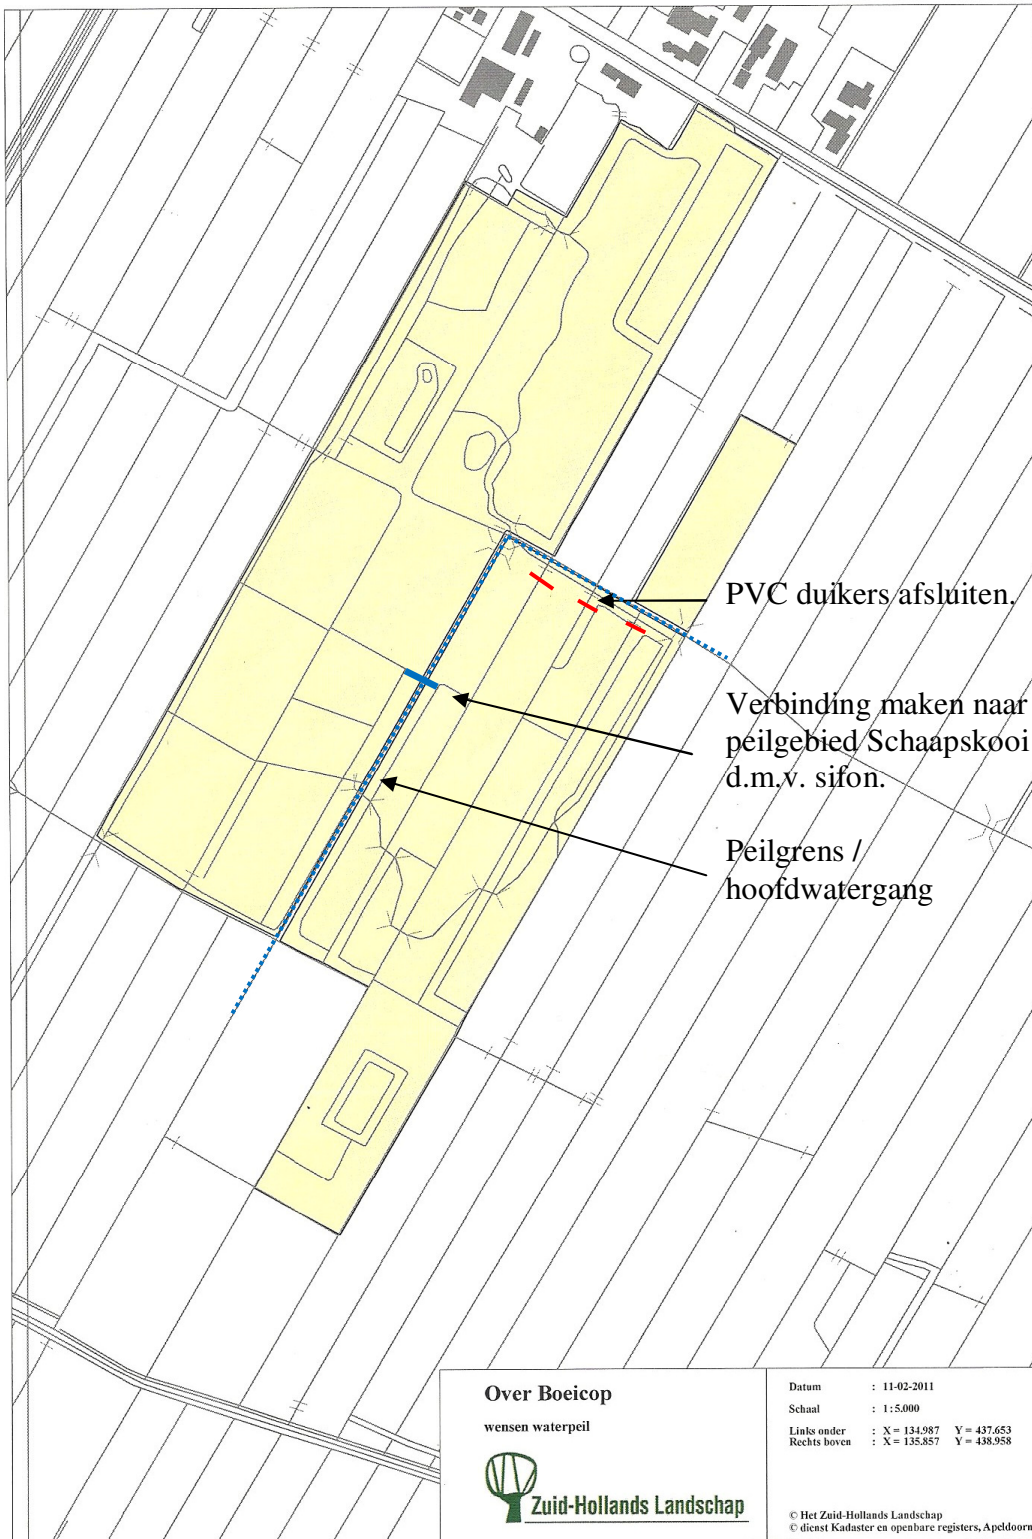 PVC duikers afsluiten.
Verbinding maken naar
peilgebied Schaapskooi
d.m.v. sifon.
Peilgrens /
hoofdwatergang
Over Boeicop
wensen waterpeil
Zuid-Hollands Landschap
Datum : 11-02-2011
Schaal : 1:5.000
Links onder : X = 134.987 Y = 437.653
Rechts boven : X = 135.857 Y = 438.958
© Het Zuid-Hollands Landschap
© dienst Kadaster en openbare registers, Apeldoorn